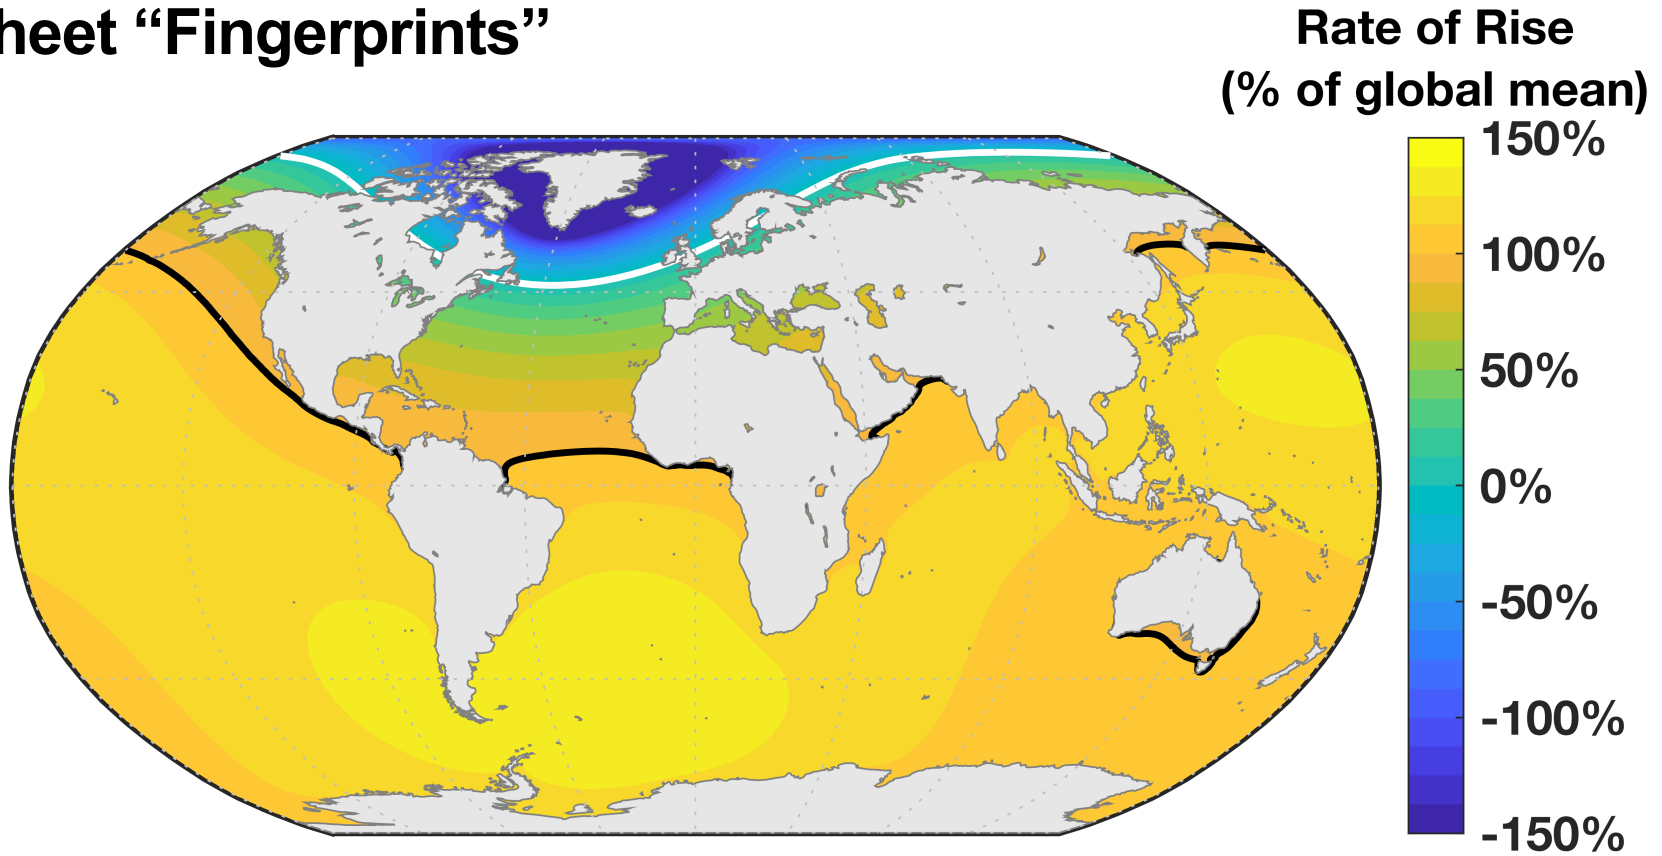 heet “Fingerprints”
Rate of Rise
(% of global mean)
150%
100%
50%
0%
-50%
-100%
-150%